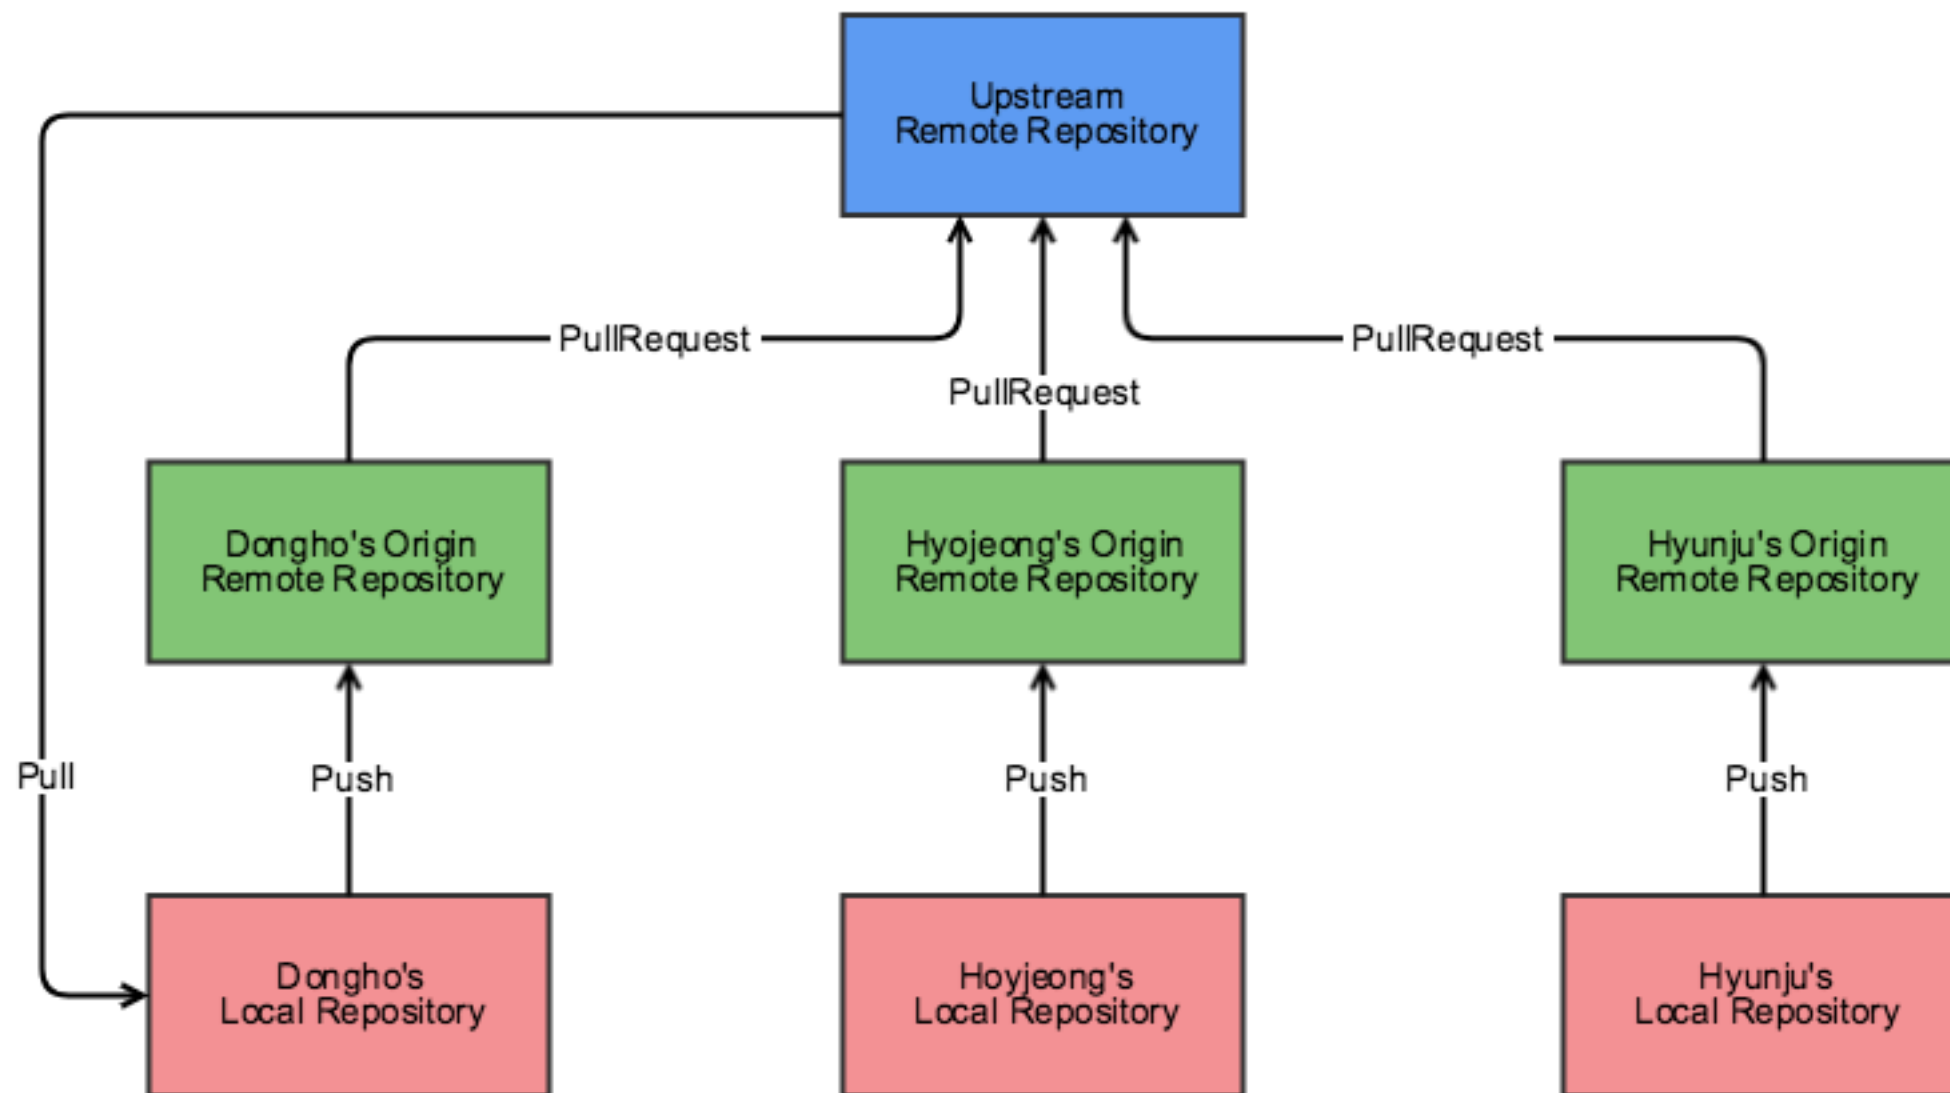 Upstream
Remote Repository
PullRequest
PullRequest
PullRequest
Dongho's Origin
Remote Repository
Hyojeong's Origin
Remote Repository
Hyunju's Origin
Remote Repository
Pull
Push
Push
Push
Dongho's
Local Repository
Hoyjeong's
Local Repository
Hyunju's
Local Repository